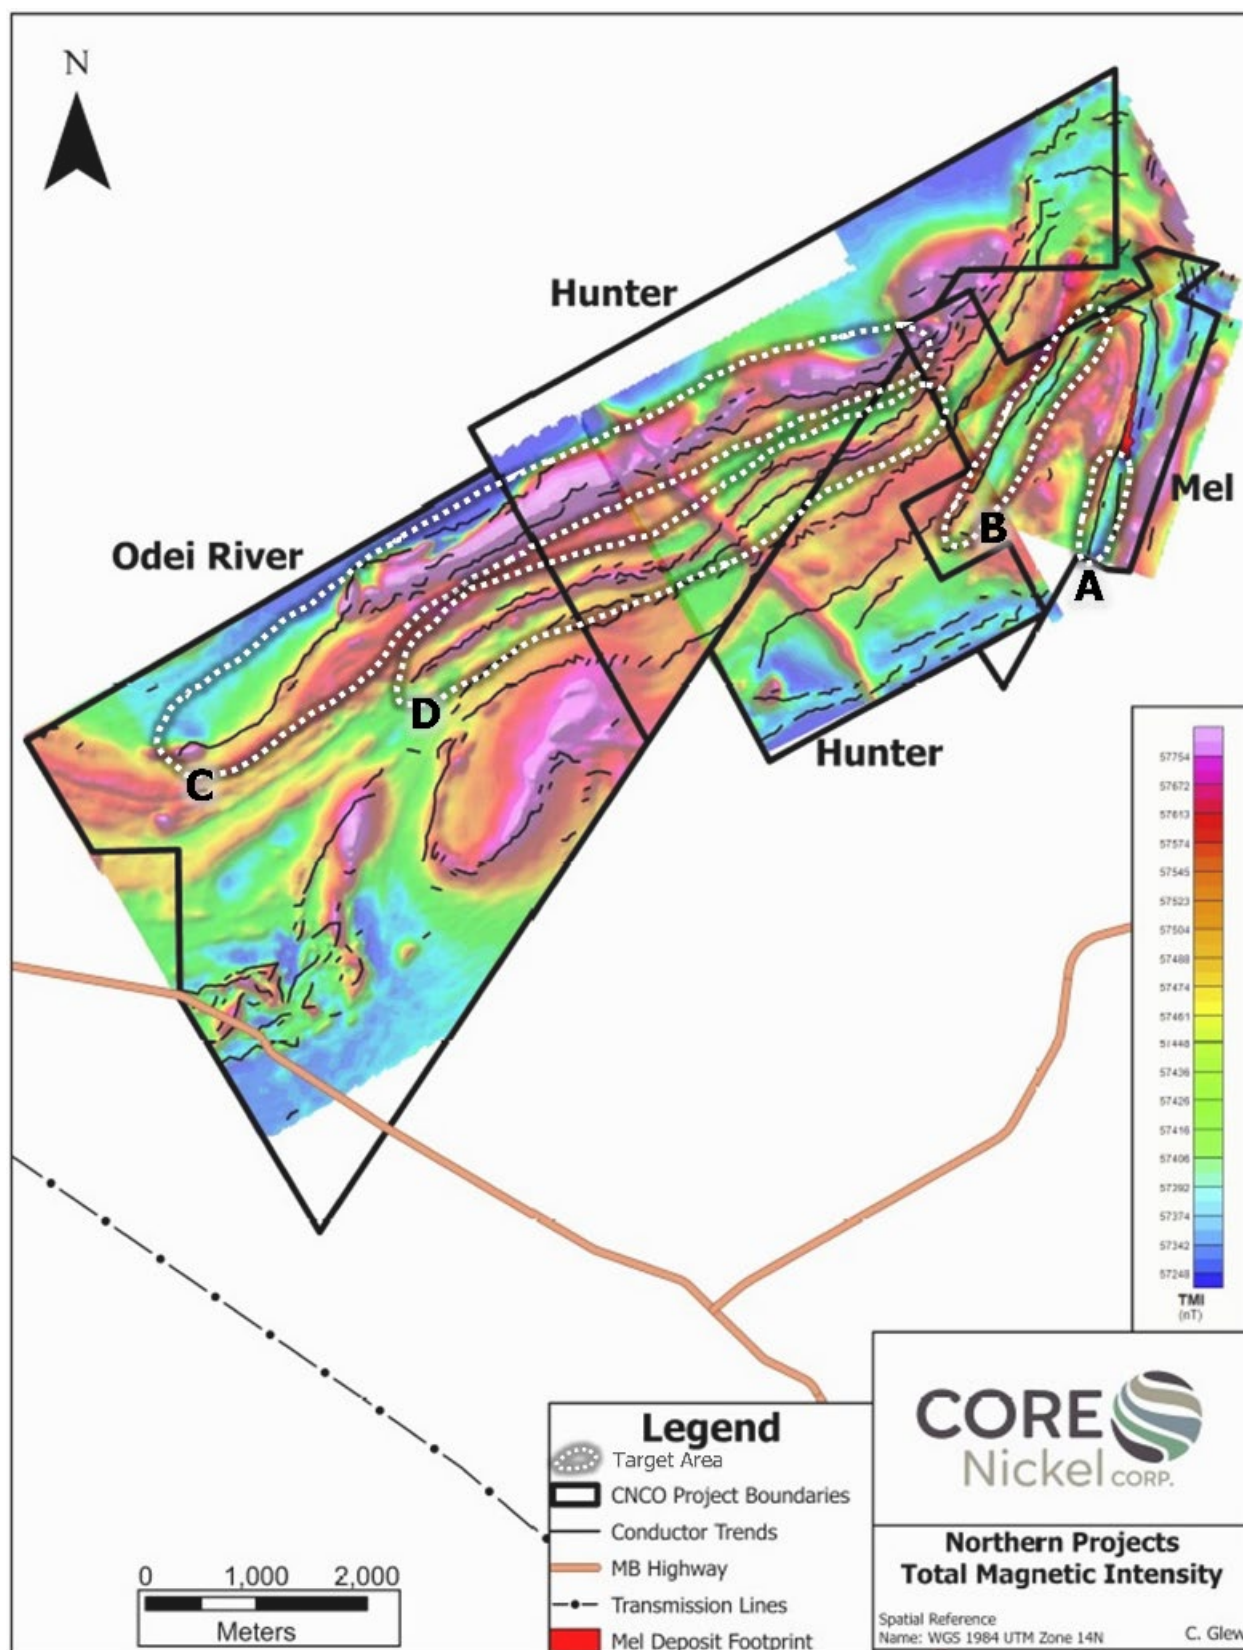 N
Hunter
Odei River
Mel
B
A
D
C
Hunter
57754
57672
57613
57574
57545
57523
57504
57488
57474
57461
51448
57436
57426
57416
57406
57392
57374
57342
57248
TMI
(nT)
CORE
Nickel CORP.
Legend
Target Area
CNCO Project Boundaries
Conductor Trends
MB Highway
Transmission Lines
Mel Deposit Footprint
Northern Projects
Total Magnetic Intensity
Spatial Reference
Name: WGS 1984 UTM Zone 14N
C. Glew
0 1,000 2,000
Meters